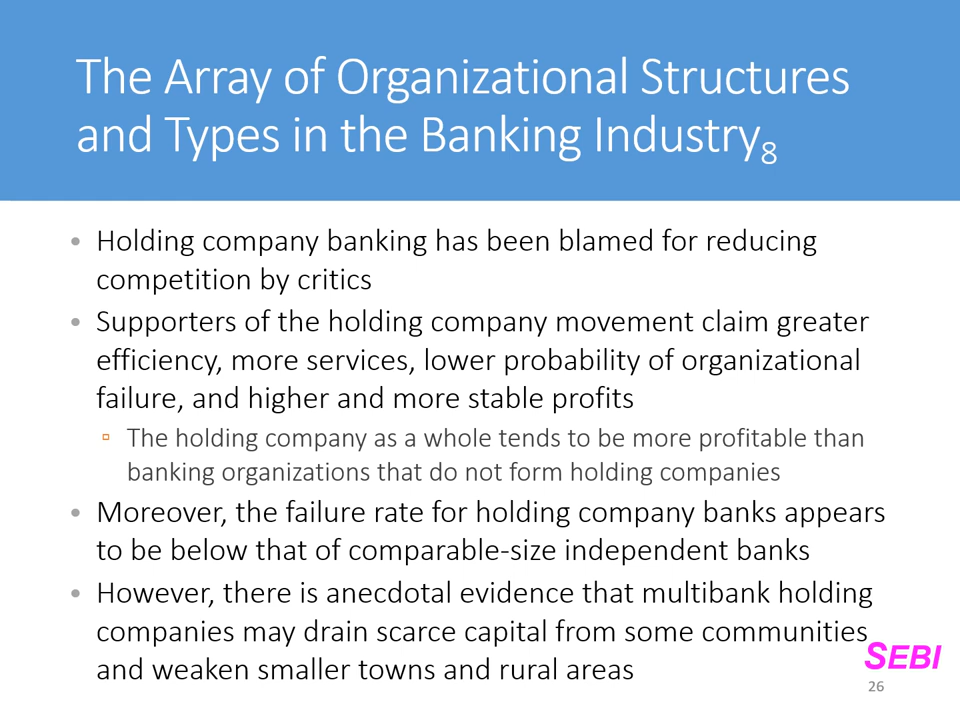 The Array of Organizational Structures
and Types in the Banking Industry8
• Holding company banking has been blamed for reducing
competition by critics
• Supporters of the holding company movement claim greater
efficiency, more services, lower probability of organizational
failure, and higher and more stable profits
▫ The holding company as a whole tends to be more profitable than
banking organizations that do not form holding companies
• Moreover, the failure rate for holding company banks appears
to be below that of comparable-size independent banks
• However, there is anecdotal evidence that multibank holding
companies may drain scarce capital from some communities
and weaken smaller towns and rural areas
SEBI
26